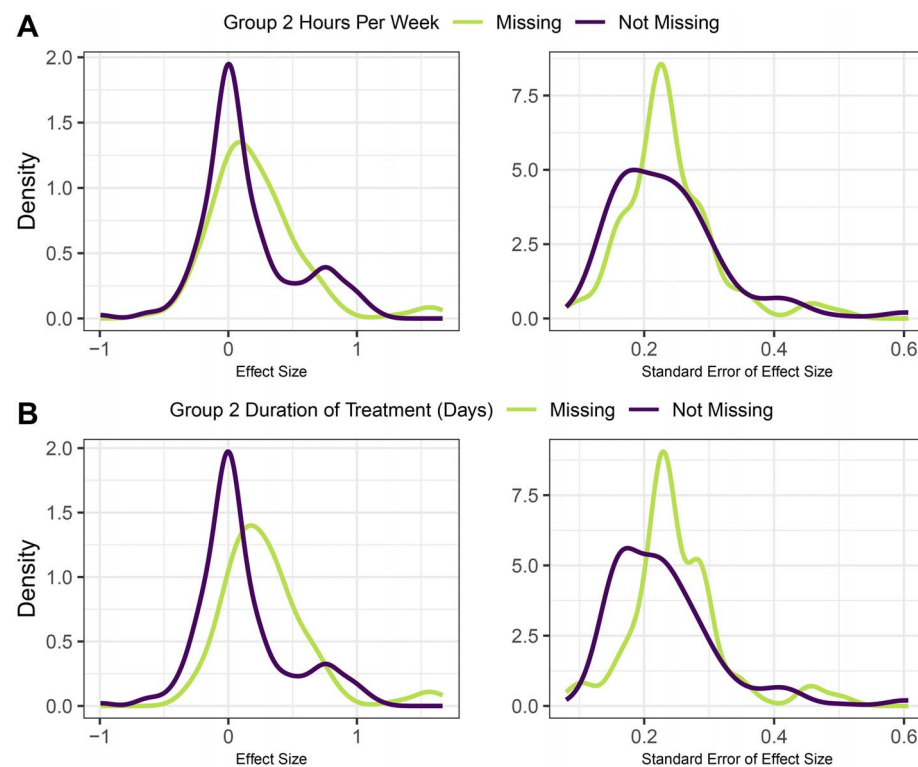 A
Group 2 Hours Per Week Missing Not Missing
Density
2.0
1.5
1.0
0.5
0.0
−1 0 1
Effect Size
7.5
5.0
2.5
0.0
0.2 0.4 0.6
Standard Error of Effect Size
B
Group 2 Duration of Treatment (Days) Missing Not Missing
Density
2.0
1.5
1.0
0.5
0.0
−1 0 1
Effect Size
7.5
5.0
2.5
0.0
0.2 0.4 0.6
Standard Error of Effect Size